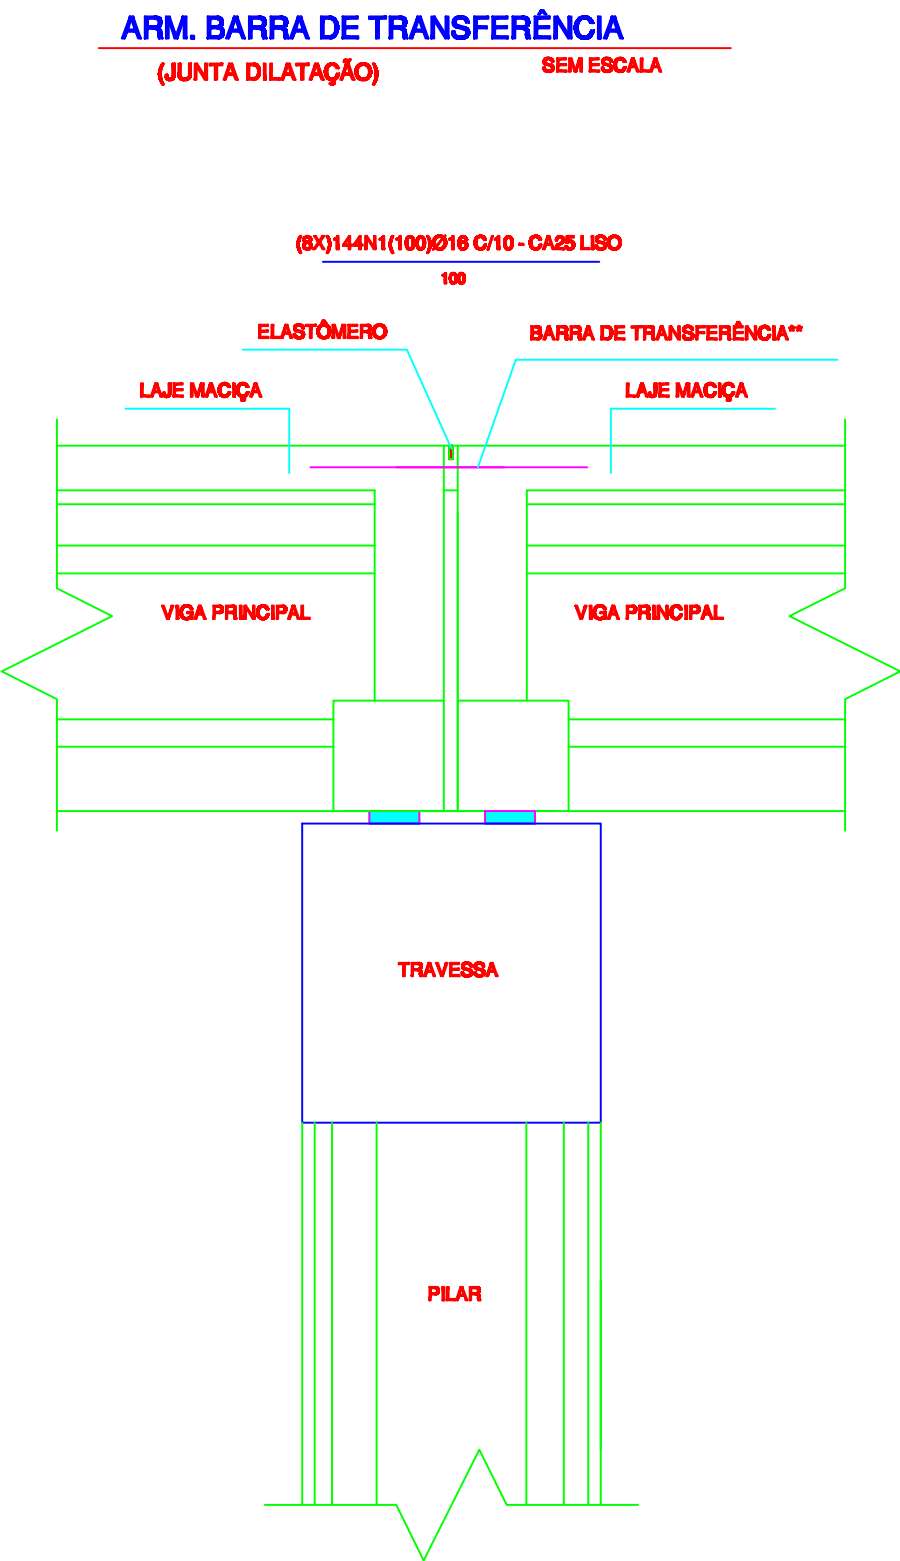 ARM. BARRA DE TRANSFERÊNCIA
(JUNTA DILATAÇÃO)
SEM ESCALA
(8X)144N1(100)Ø16 C/10 - CA25 LISO
100
ELASTÔMERO
BARRA DE TRANSFERÊNCIA**
LAJE MACIÇA
LAJE MACIÇA
VIGA PRINCIPAL
VIGA PRINCIPAL
TRAVESSA
PILAR